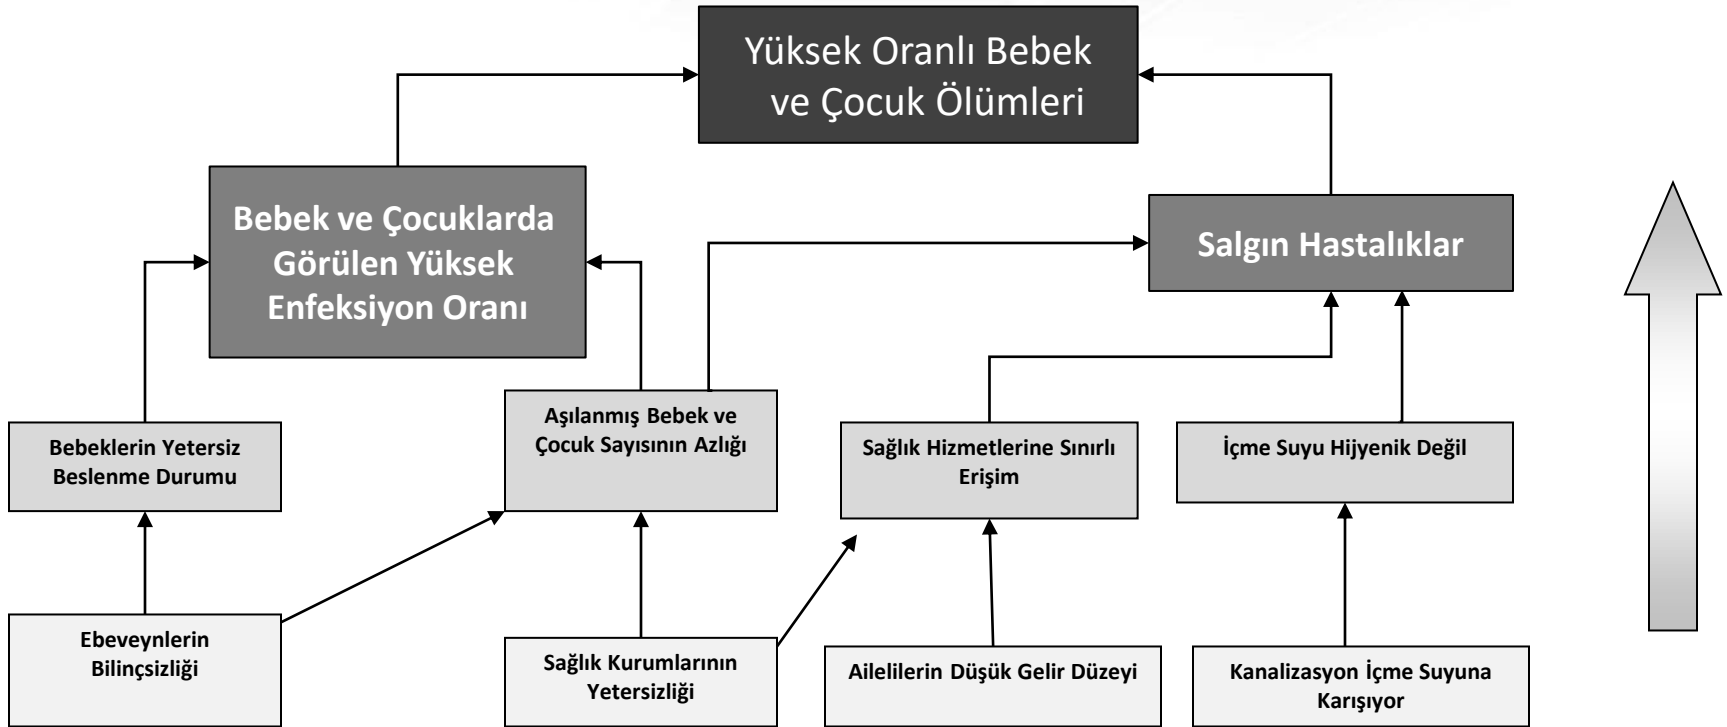 Yüksek Oranlı Bebek
ve Çocuk Ölümleri
Bebek ve Çocuklarda
Görülen Yüksek
Enfeksiyon Oranı
Salgın Hastalıklar
Bebeklerin Yetersiz
Beslenme Durumu
Aşılanmış Bebek ve
Çocuk Sayısının Azlığı
Sağlık Hizmetlerine Sınırlı
Erişim
İçme Suyu Hijyenik Değil
Ebeveynlerin
Bilinçsizliği
Sağlık Kurumlarının
Yetersizliği
Ailelilerin Düşük Gelir Düzeyi
Kanalizasyon İçme Suyuna
Karışıyor